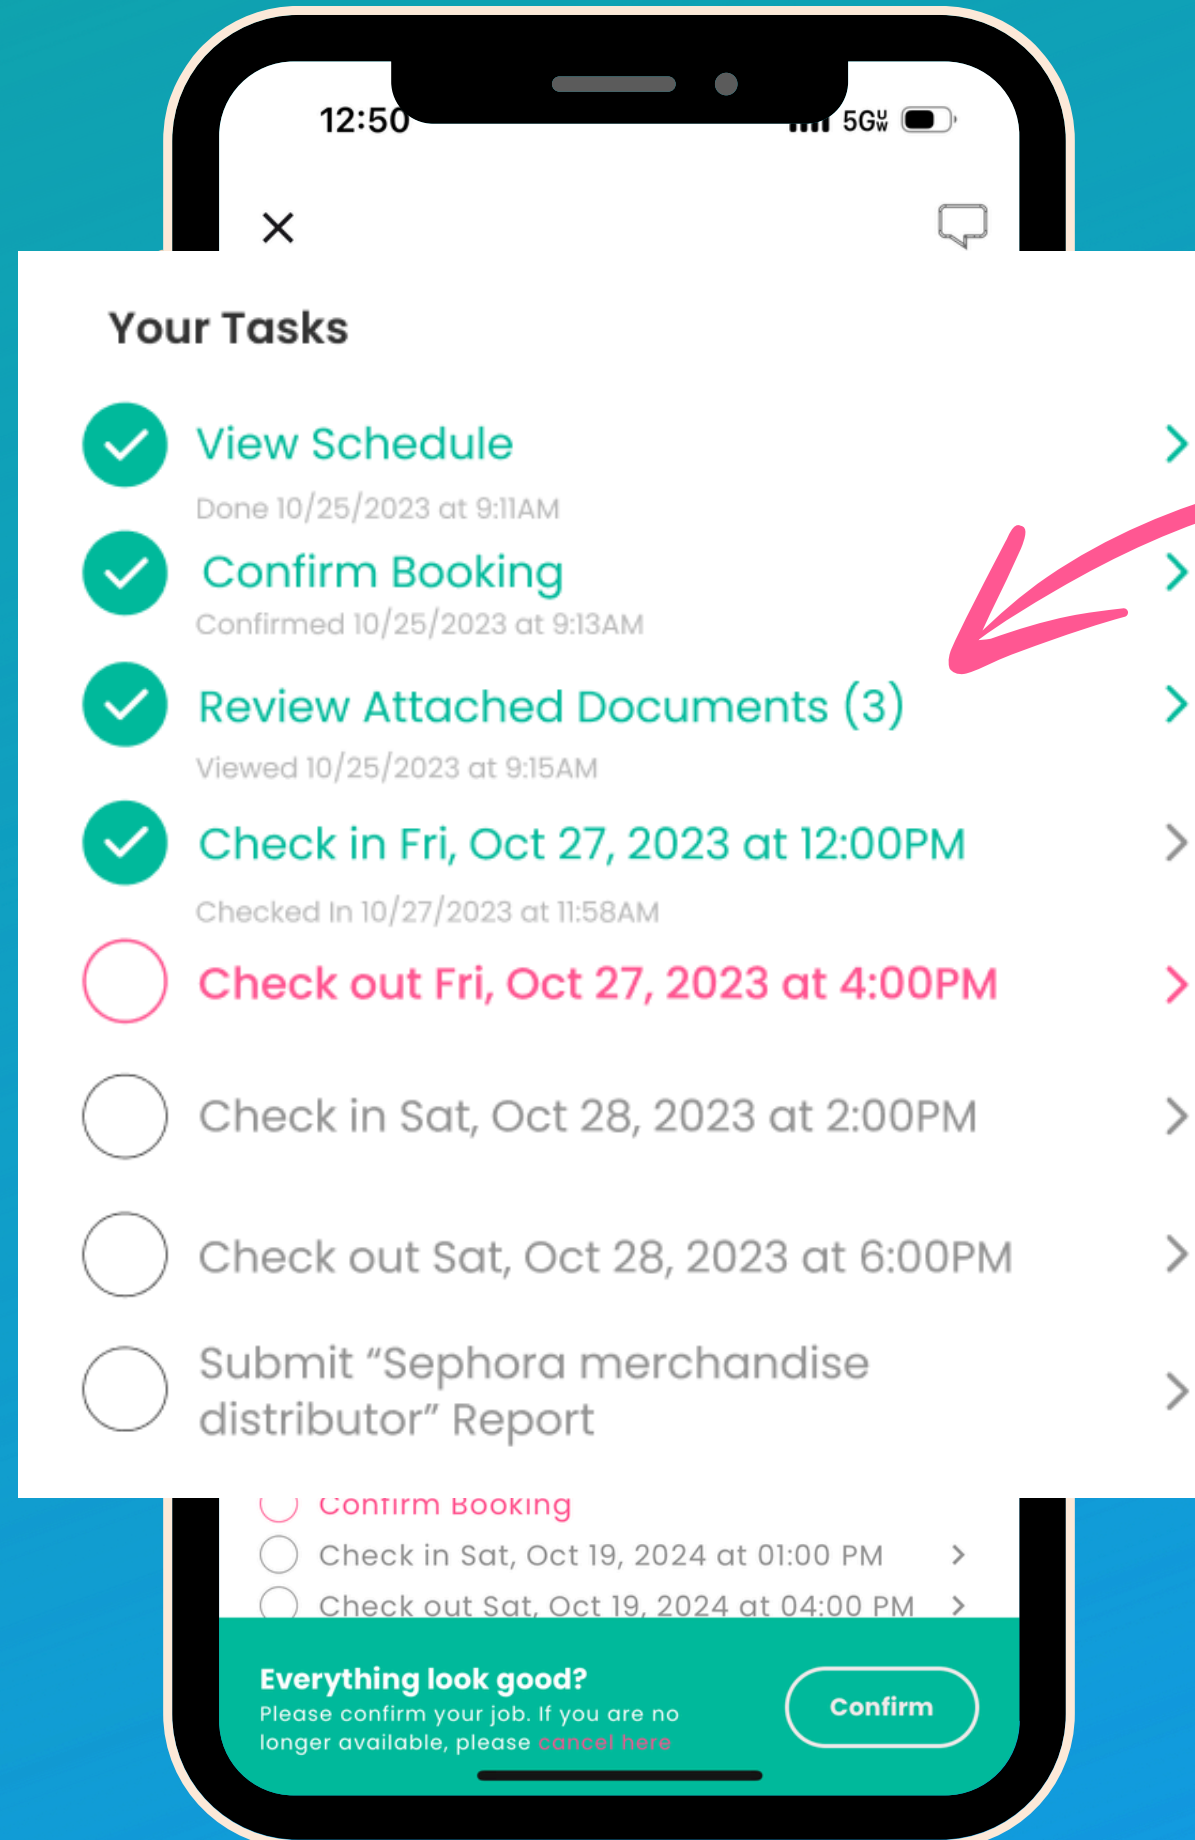 12:50
5GUW
Your Tasks
View Schedule
Done 10/25/2023 at 9:11AM
Confirm Booking
Confirmed 10/25/2023 at 9:13AM
Review Attached Documents (3)
Viewed 10/25/2023 at 9:15AM
Check in Fri, Oct 27, 2023 at 12:00PM
Checked In 10/27/2023 at 11:58AM
Check out Fri, Oct 27, 2023 at 4:00PM
Check in Sat, Oct 28, 2023 at 2:00PM
Check out Sat, Oct 28, 2023 at 6:00PM
Submit “Sephora merchandise
distributor” Report
Confirm Booking
Check in Sat, Oct 19, 2024 at 01:00 PM
Check out Sat, Oct 19, 2024 at 04:00 PM
Everything look good?
Please confirm your job. If you are no
longer available, please cancel here
Confirm